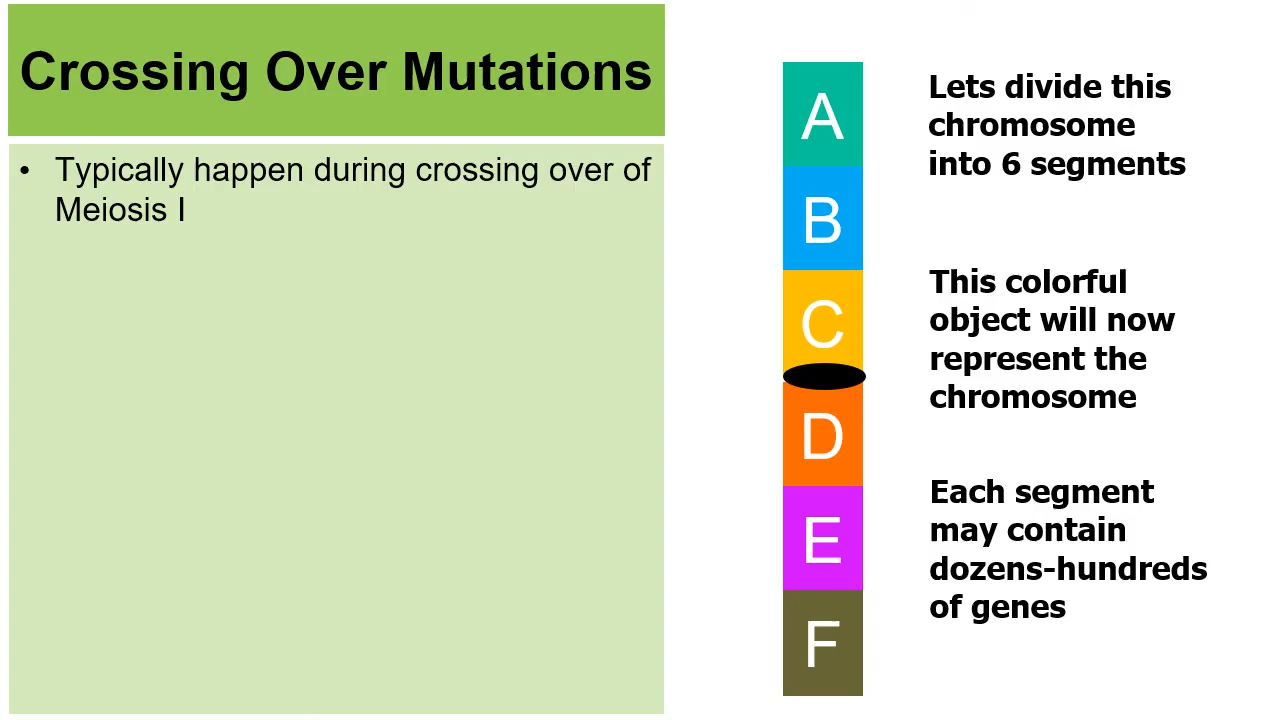 Crossing Over Mutations
• Typically happen during crossing over of
Meiosis I
A
B
C
D
E
F
Lets divide this
chromosome
into 6 segments
This colorful
object will now
represent the
chromosome
Each segment
may contain
dozens-hundreds
of genes